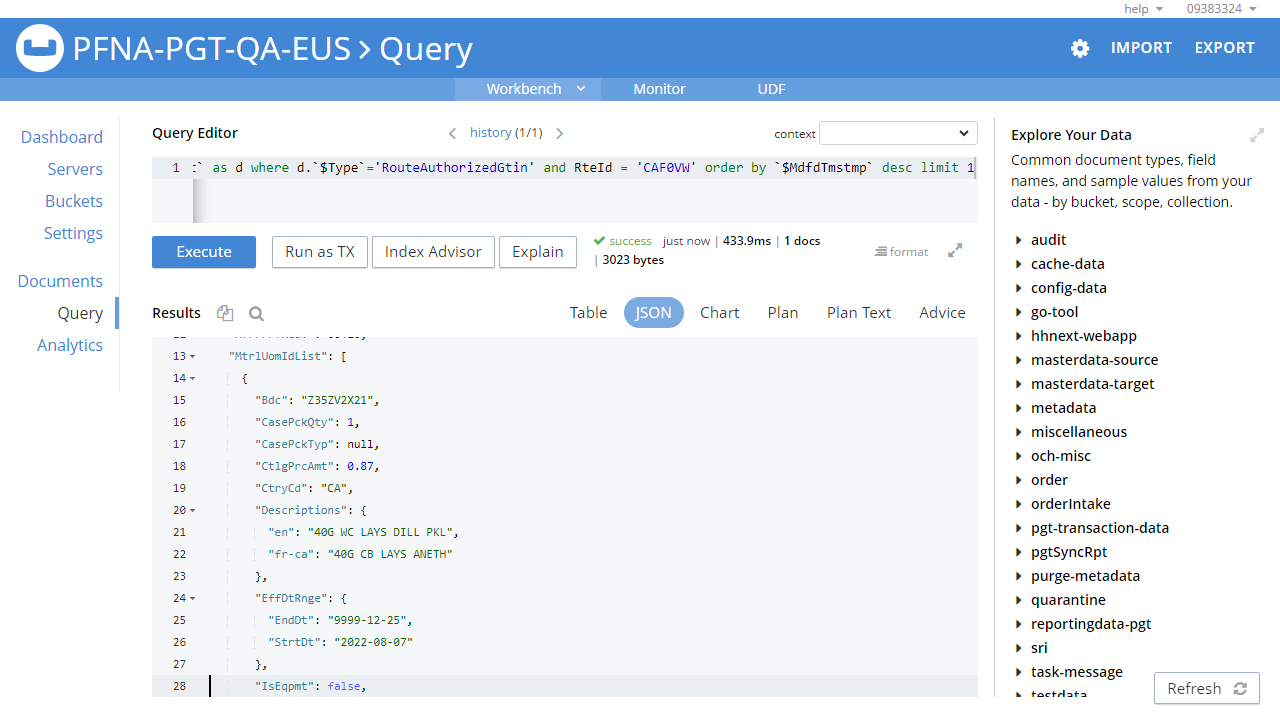 help
09383324
PFNA-PGT-QA-EUS > Query
IMPORT
EXPORT
Workbench
Monitor
UDF
Dashboard
Servers
Buckets
Settings
Documents
Query
Analytics
Query Editor
history (1/1)
context
1 ` as d where d.`$Type`='RouteAuthorizedGtin' and RteId = 'CAF0VW' order by `$MdfdTmstmp` desc limit 1
Execute
Run as TX
Index Advisor
Explain
success just now | 433.9ms | 1 docs
| 3023 bytes
format
Results
Table
JSON
Chart
Plan
Plan Text
Advice
13 "MtrlUomIdList": [
14 {
15 "Bdc": "Z35ZV2X21",
16 "CasePckQty": 1,
17 "CasePckTyp": null,
18 "CtlgPrcAmt": 0.87,
19 "CtryCd": "CA",
20 "Descriptions": {
21 "en": "40G WC LAYS DILL PKL",
22 "fr-ca": "40G CB LAYS ANETH"
23 },
24 "EffDtRnge": {
25 "EndDt": "9999-12-25",
26 "StrtDt": "2022-08-07"
27 },
28 "IsEqpmt": false,
Explore Your Data
Common document types, field
names, and sample values from your
data - by bucket, scope, collection.
audit
cache-data
config-data
go-tool
hhnext-webapp
masterdata-source
masterdata-target
metadata
miscellaneous
och-misc
order
orderIntake
pgt-transaction-data
pgtSyncRpt
purge-metadata
quarantine
reportingdata-pgt
sri
task-message
testdata
Refresh